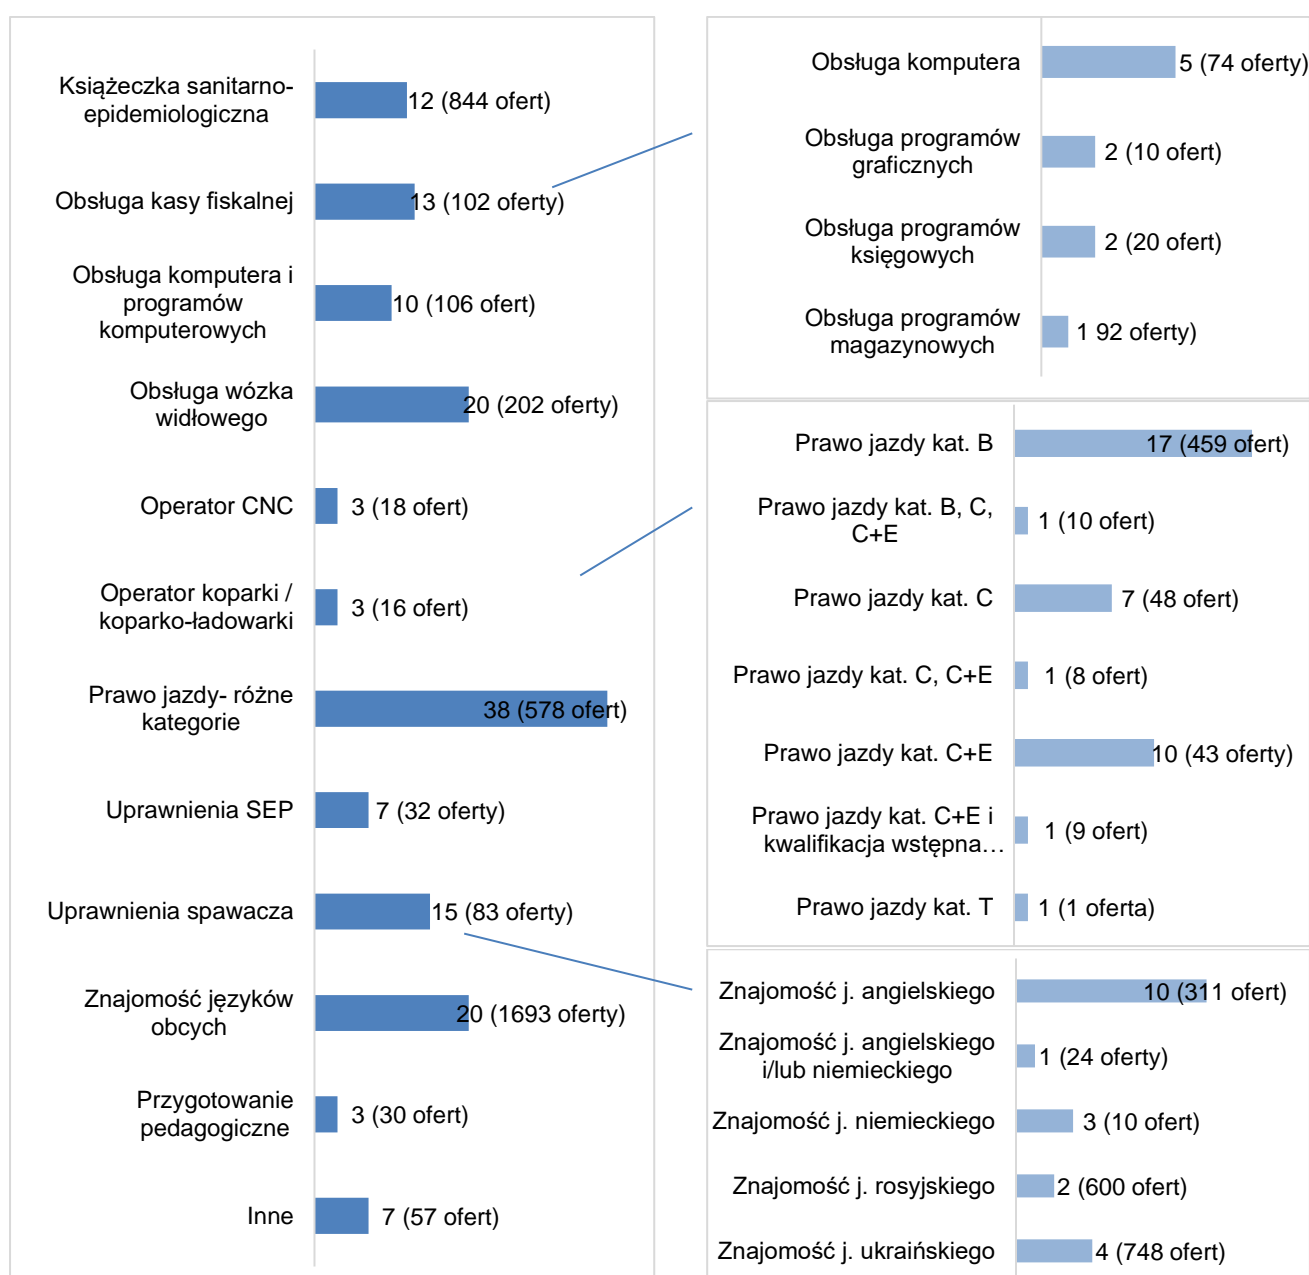 Książeczka sanitarno-
epidemiologiczna
12 (844 ofert)
Obsługa kasy fiskalnej
13 (102 oferty)
Obsługa komputera i
programów
komputerowych
10 (106 ofert)
Obsługa wózka
widłowego
20 (202 oferty)
Operator CNC
3 (18 ofert)
Operator koparki /
koparko-ładowarki
3 (16 ofert)
Prawo jazdy- różne
kategorie
38 (578 ofert)
Uprawnienia SEP
7 (32 oferty)
Uprawnienia spawacza
15 (83 oferty)
Znajomość języków
obcych
20 (1693 oferty)
Przygotowanie
pedagogiczne
3 (30 ofert)
Inne
7 (57 ofert)
Obsługa komputera
5 (74 oferty)
Obsługa programów
graficznych
2 (10 ofert)
Obsługa programów
księgowych
2 (20 ofert)
Obsługa programów
magazynowych
1 92 oferty)
Prawo jazdy kat. B
17 (459 ofert)
Prawo jazdy kat. B, C,
C+E
1 (10 ofert)
Prawo jazdy kat. C
7 (48 ofert)
Prawo jazdy kat. C, C+E
1 (8 ofert)
Prawo jazdy kat. C+E
10 (43 oferty)
Prawo jazdy kat. C+E i
kwalifikacja wstępna…
1 (9 ofert)
Prawo jazdy kat. T
1 (1 oferta)
Znajomość j. angielskiego
10 (311 ofert)
Znajomość j. angielskiego
i/lub niemieckiego
1 (24 oferty)
Znajomość j. niemieckiego
3 (10 ofert)
Znajomość j. rosyjskiego
2 (600 ofert)
Znajomość j. ukraińskiego
4 (748 ofert)